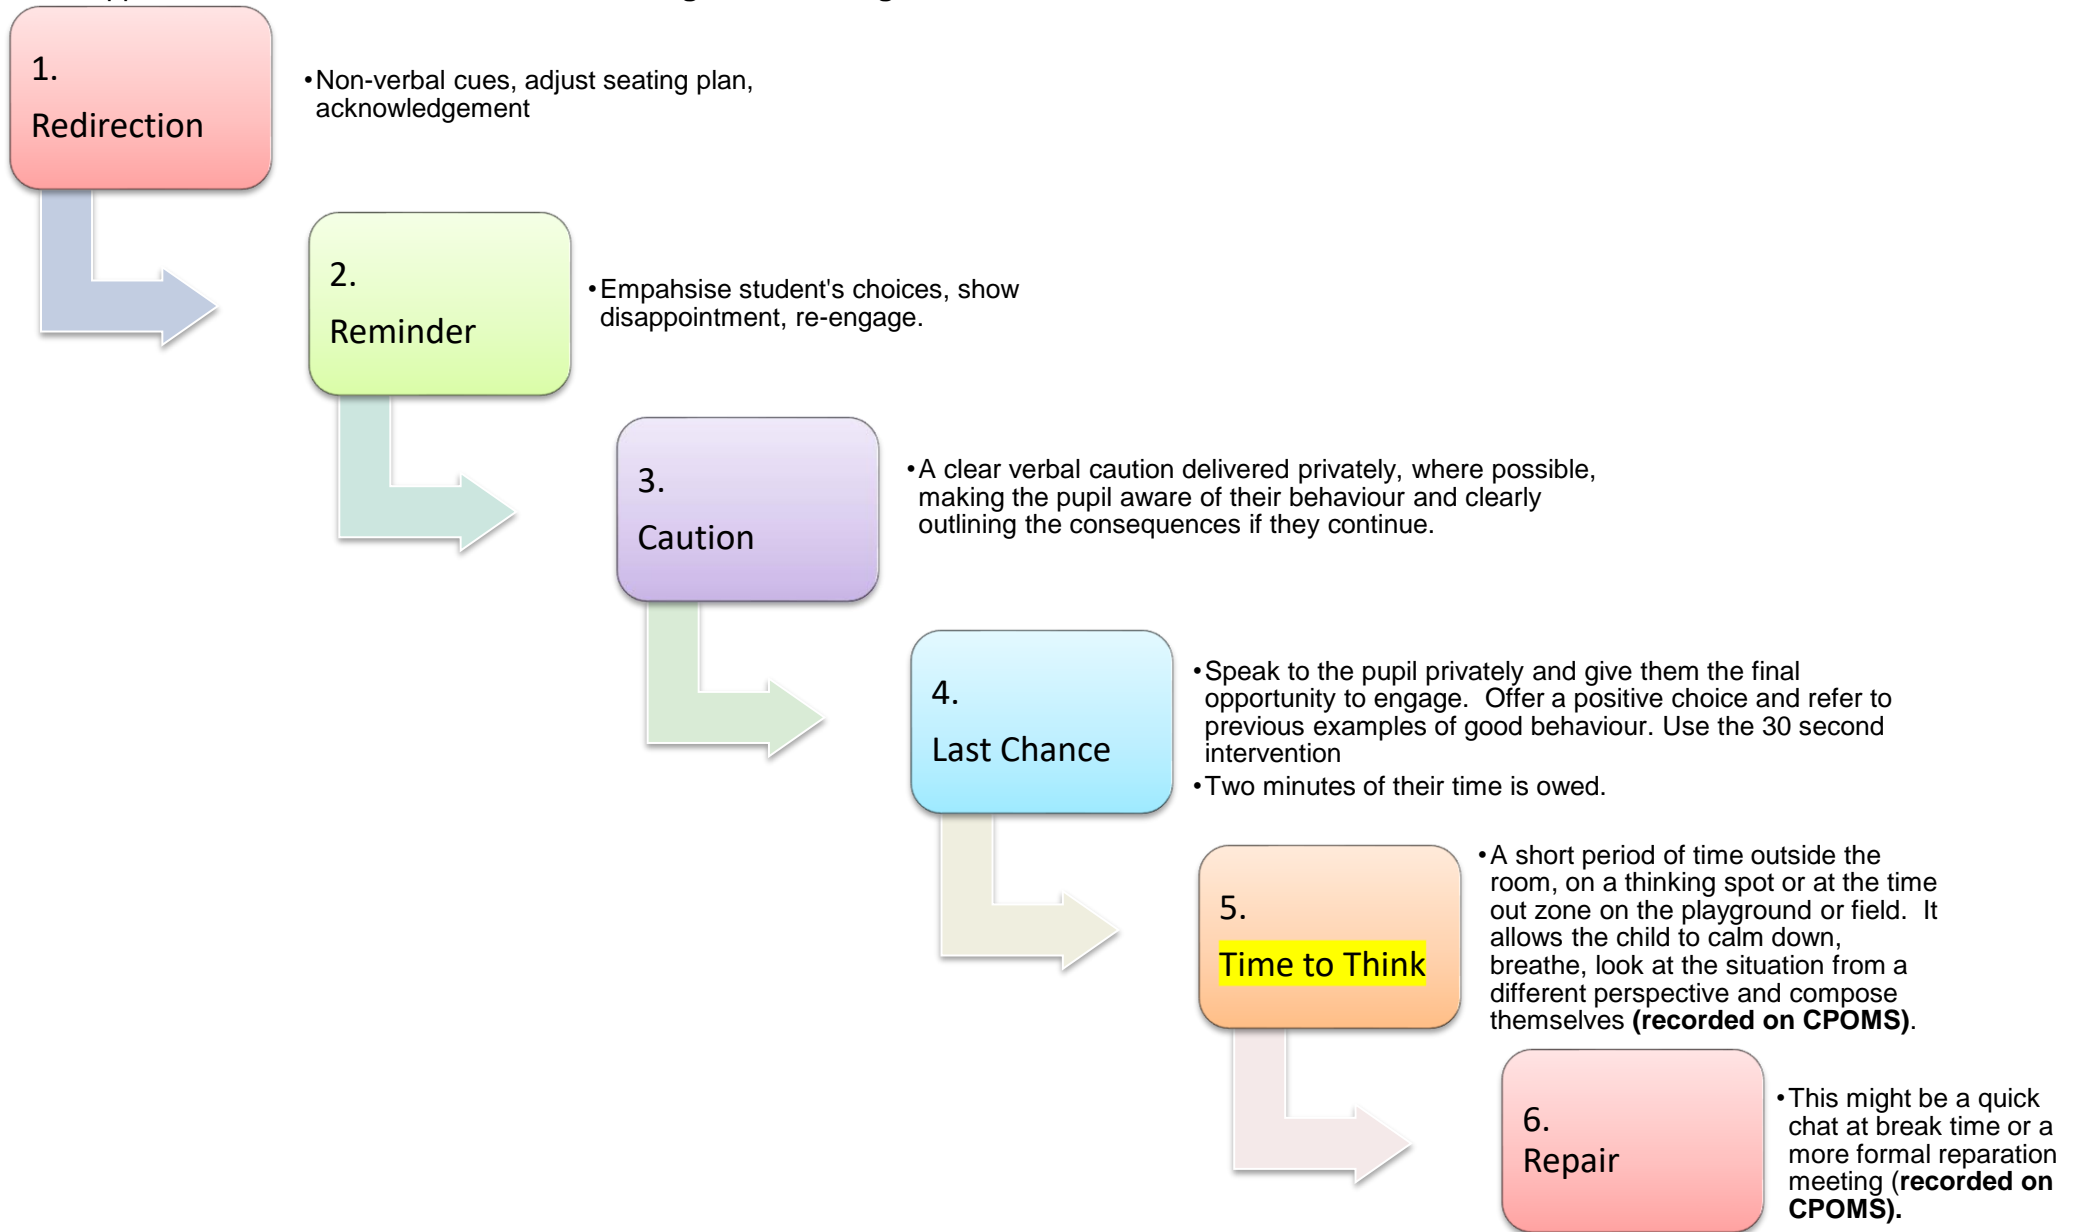 1.
Redirection
•Non-verbal cues, adjust seating plan,
acknowledgement
2.
Reminder
•Empahsise student's choices, show
disappointment, re-engage.
3.
Caution
•A clear verbal caution delivered privately, where possible,
making the pupil aware of their behaviour and clearly
outlining the consequences if they continue.
4.
Last Chance
•Speak to the pupil privately and give them the final
opportunity to engage.  Offer a positive choice and refer to
previous examples of good behaviour. Use the 30 second
intervention
•Two minutes of their time is owed.
5.
Time to Think
•A short period of time outside the
room, on a thinking spot or at the time
out zone on the playground or field.  It
allows the child to calm down,
breathe, look at the situation from a
different perspective and compose
themselves (recorded on CPOMS).
6.
Repair
•This might be a quick
chat at break time or a
more formal reparation
meeting (recorded on
CPOMS).